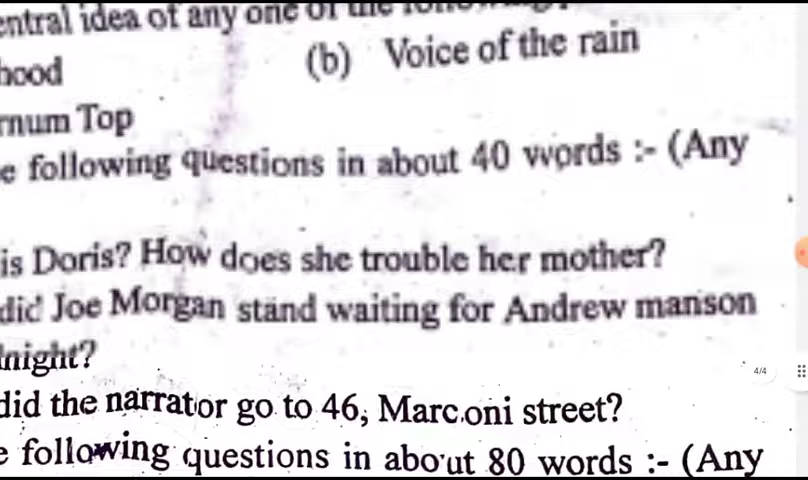 entral idea of any one of the
hood (b) Voice of the rain
rnum Top
e following questions in about 40 words :- (Any
is Doris? How does she trouble her mother?
did Joe Morgan stand waiting for Andrew manson
night?
4/4
did the narrator go to 46, Marconi street?
e following questions in about 80 words :- (Any